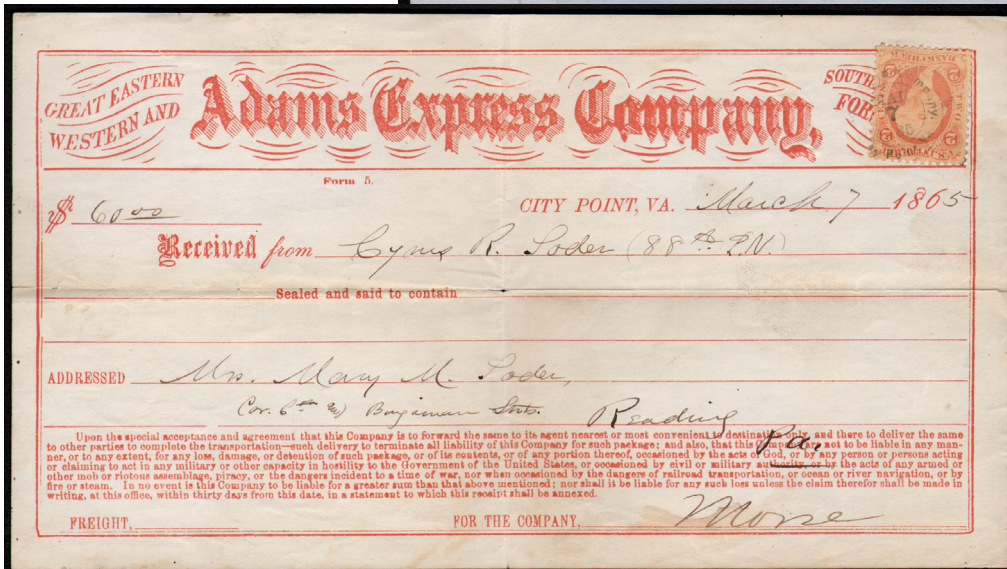 GREAT EASTERN
WESTERN AND
Adams Express Company,
SOUTH
FOR
Form 5.
$ 60 00
CITY POINT, VA. March 7 1865
Received from Cyrus R. Soder (88th P.V.)
Sealed and said to contain
ADDRESSED Mrs. Mary M. Soder,
Cor. 6th and Bingaman Sts. Reading
Pa.
Upon the special acceptance and agreement that this Company is to forward the same to its agent nearest or most convenient to destination only, and there to deliver the same
to other parties to complete the transportation—such delivery to terminate all liability of this Company for such package; and also, that this Company are not to be liable in any man-
ner, or to any extent, for any loss, damage, or detention of such package, or of its contents, or of any portion thereof, occasioned by the acts of God, or by any person or persons acting
or claiming to act in any military or other capacity in hostility to the Government of the United States, or occasioned by civil or military authority, or by the acts of any armed or
other mob or riotous assemblage, piracy, or the dangers incident to a time of war, nor when occasioned by the dangers of railroad transportation, or ocean or river navigation, or by
fire or steam. In no event is this Company to be liable for a greater sum than that above mentioned; nor shall it be liable for any such loss unless the claim therefor shall be made in
writing, at this office, within thirty days from this date, in a statement to which this receipt shall be annexed.
FREIGHT, FOR THE COMPANY, Morse